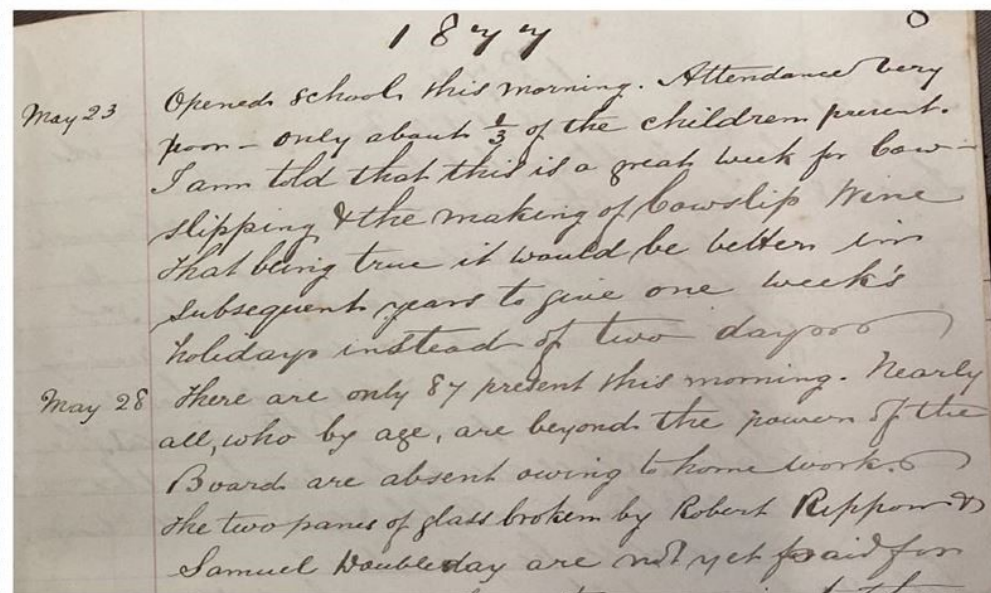 1877
8
May 23 Opened school this morning. Attendance very
poor - only about 1/3 of the children present.
I am told that this is a great week for Cow-
slipping & the making of Cowslip Wine
That being true it would be better in
subsequent years to give one week's
holidays instead of two days
May 28 There are only 87 present this morning. Nearly
all, who by age, are beyond the power of the
Board are absent owing to home work.
The two panes of glass broken by Robert Rippon &
Samuel Doubleday are not yet paid for